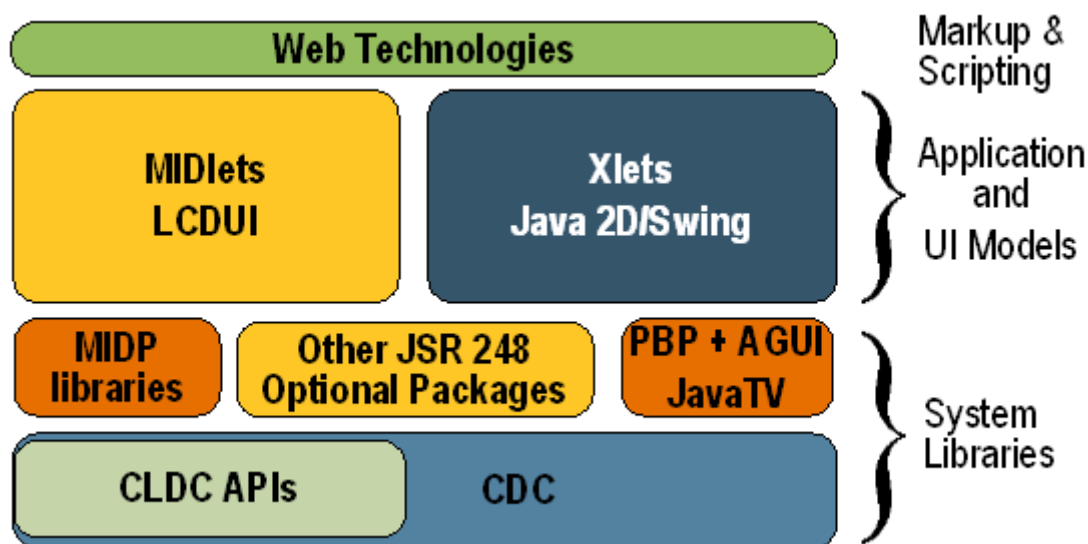 Web Technologies
Markup &
Scripting
MIDlets
LCDUI
Xlets
Java 2D/Swing
Application
and
UI Models
MIDP
libraries
Other JSR 248
Optional Packages
PBP + AGUI
JavaTV
System
Libraries
CLDC APIs
CDC